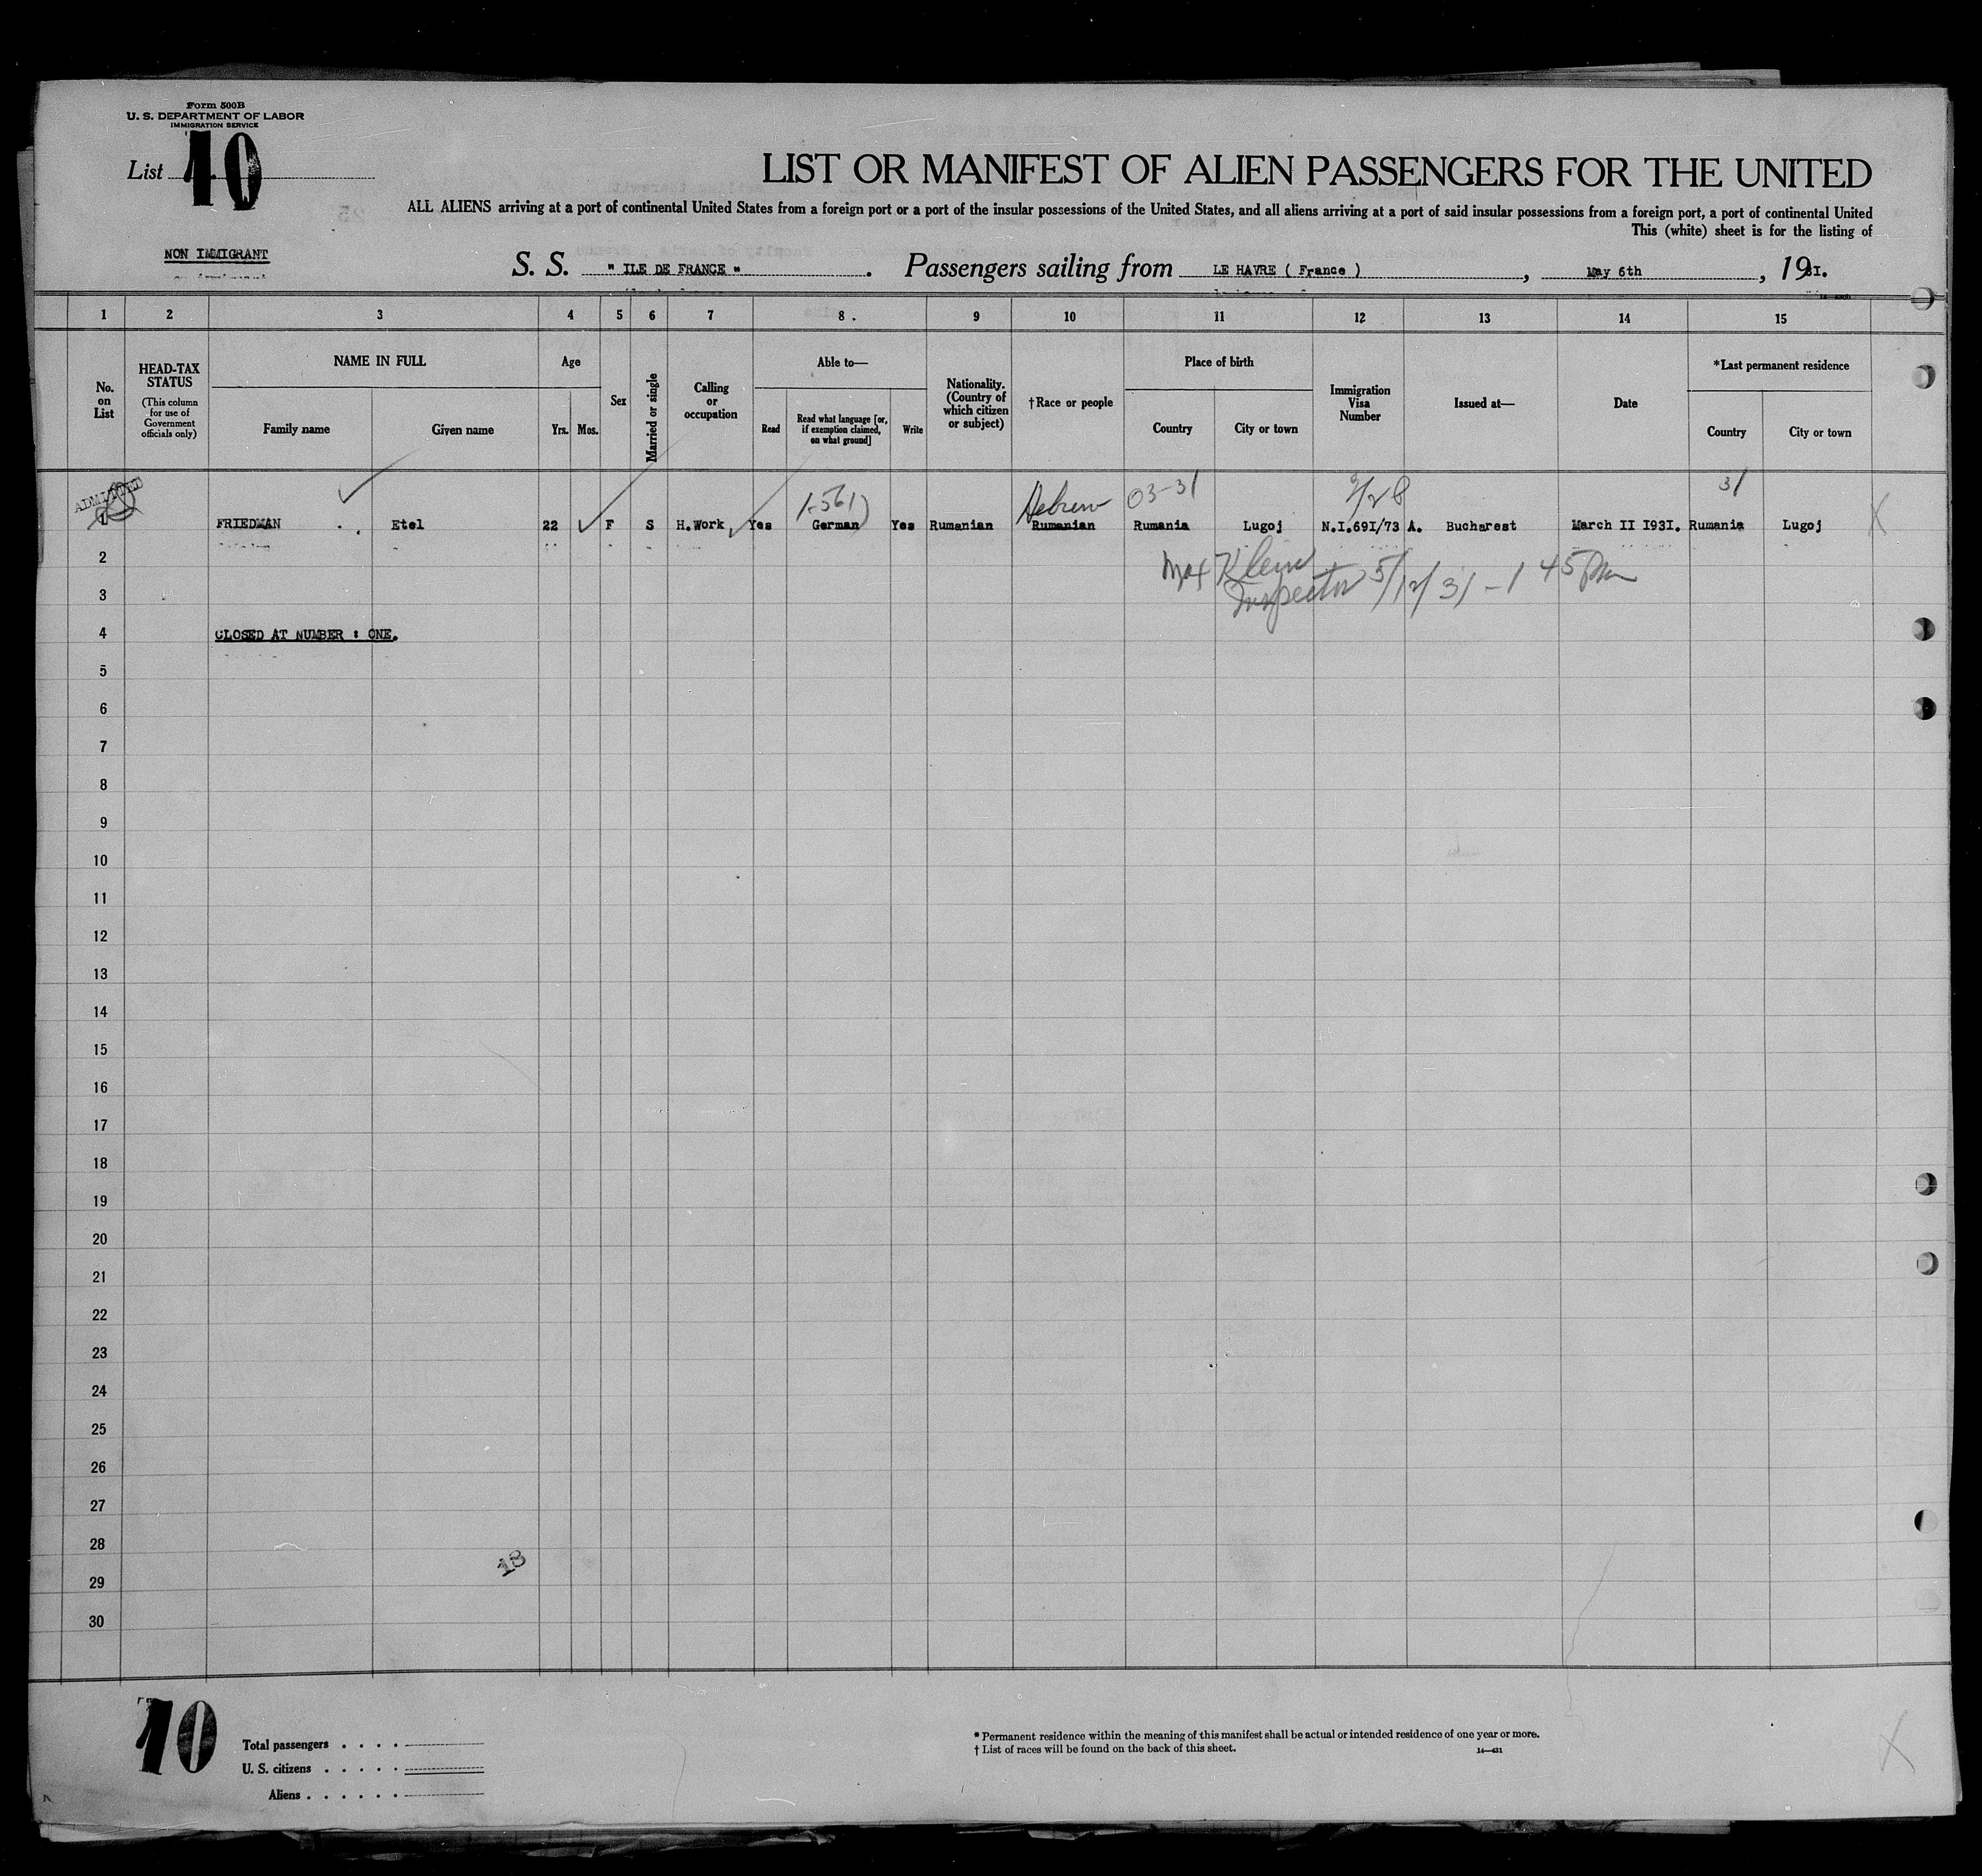 Form 500B
U. S. DEPARTMENT OF LABOR
IMMIGRATION SERVICE
List 10
LIST OR MANIFEST OF ALIEN PASSENGERS FOR THE UNITED
ALL ALIENS arriving at a port of continental United States from a foreign port or a port of the insular possessions of the United States, and all aliens arriving at a port of said insular possessions from a foreign port, a port of continental United
This (white) sheet is for the listing of
NON IMMIGRANT
S. S. " ILE DE FRANCE " . Passengers sailing from LE HAVRE ( France ) , May 6th , 193I.
1 2 3 4 5 6 7 8 . 9 10 11 12 13 14 15
No. on List
HEAD-TAX STATUS
(This column for use of Government officials only)
NAME IN FULL
Family name
Given name
Age
Yrs. Mos.
Sex
Married or single
Calling or occupation
Able to—
Read
Read what language [or, if exemption claimed, on what ground]
Write
Nationality. (Country of which citizen or subject)
†Race or people
Place of birth
Country
City or town
Immigration Visa Number
Issued at—
Date
*Last permanent residence
Country
City or town
ADMITTED
1-561) Hebrew 03-31 31
1 FRIEDMAN Etel 22 F S H.Work Yes German Yes Rumanian Rumanian Rumania Lugoj N.I.691/73 A. Bucharest March II I93I. Rumania Lugoj
2
Max Klein
Inspector 5/12/31 - 1 45 Pm
3
4 CLOSED AT NUMBER : ONE.
5
6
7
8
9
10
11
12
13
14
15
16
17
18
19
20
21
22
23
24
25
26
27
28
18
29
30
10
Total passengers . . . .
U. S. citizens . . . . .
Aliens . . . . . .
* Permanent residence within the meaning of this manifest shall be actual or intended residence of one year or more.
† List of races will be found on the back of this sheet.
14—431